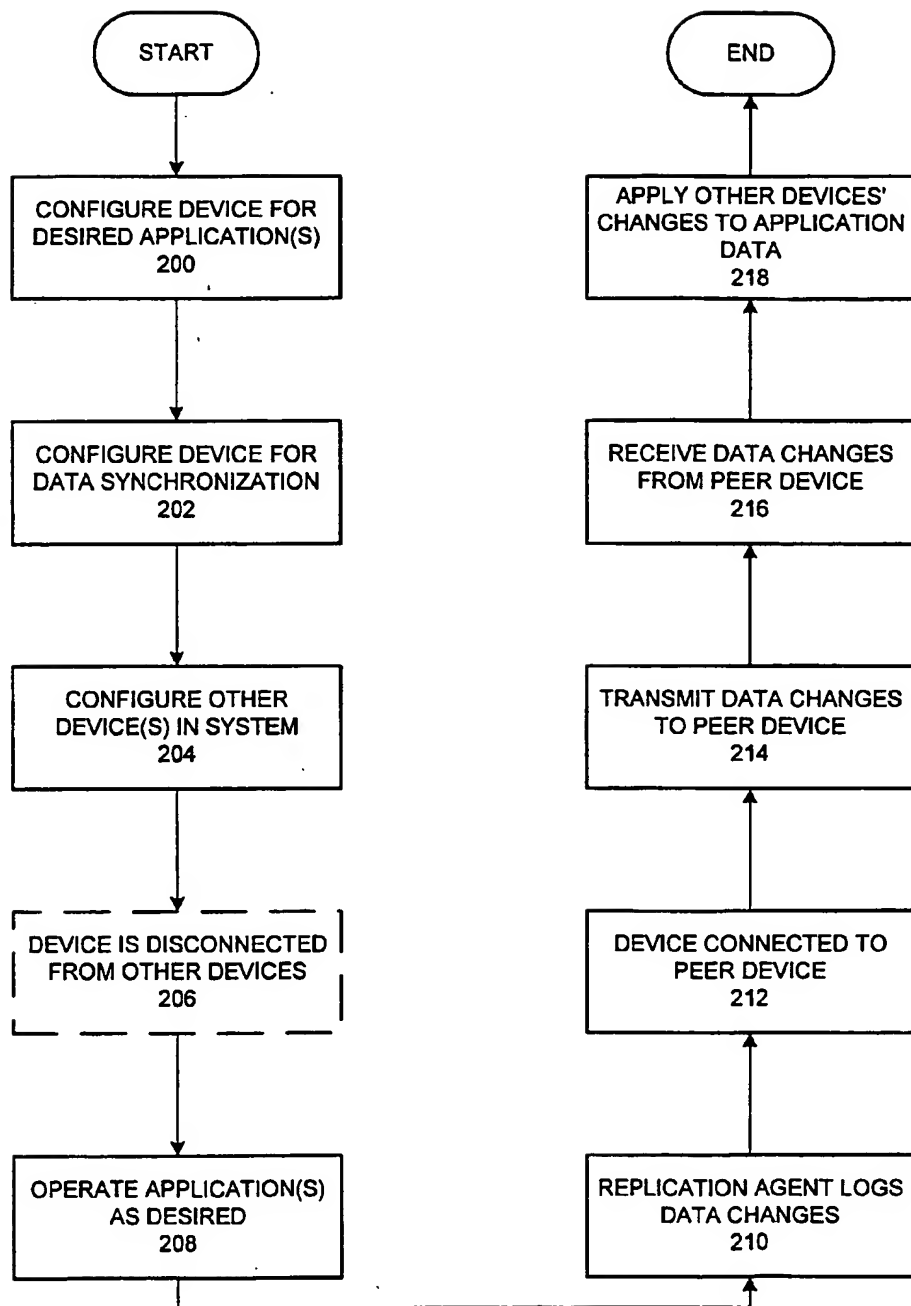 START
CONFIGURE DEVICE FOR
DESIRED APPLICATION(S)
200
CONFIGURE DEVICE FOR
DATA SYNCHRONIZATION
202
CONFIGURE OTHER
DEVICE(S) IN SYSTEM
204
DEVICE IS DISCONNECTED
FROM OTHER DEVICES
206
OPERATE APPLICATION(S)
AS DESIRED
208
REPLICATION AGENT LOGS
DATA CHANGES
210
DEVICE CONNECTED TO
PEER DEVICE
212
TRANSMIT DATA CHANGES
TO PEER DEVICE
214
RECEIVE DATA CHANGES
FROM PEER DEVICE
216
APPLY OTHER DEVICES'
CHANGES TO APPLICATION
DATA
218
END